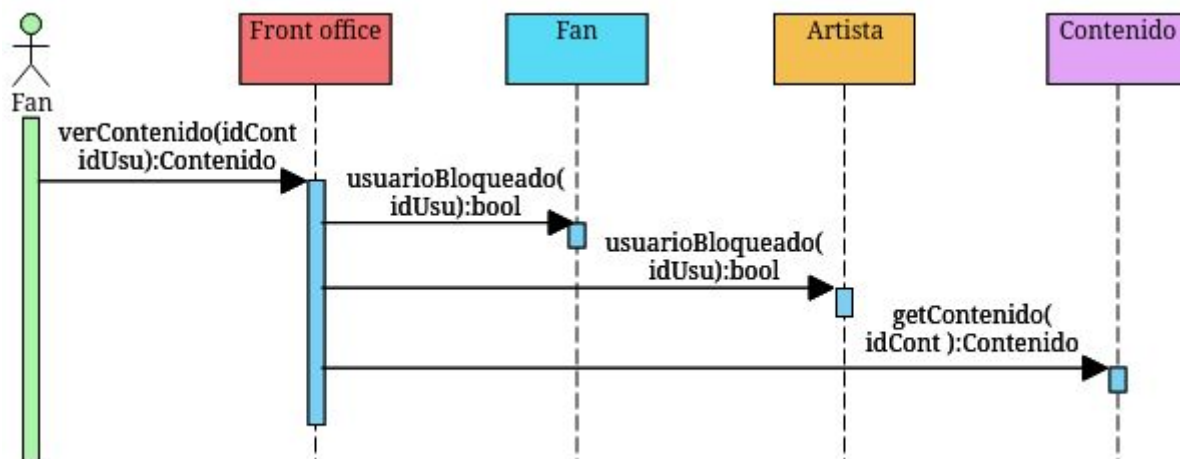 Front office
Fan
Artista
Contenido
Fan
verContenido(idCont
idUsu):Contenido
usuarioBloqueado(
idUsu):bool
usuarioBloqueado(
idUsu):bool
getContenido(
idCont ):Contenido